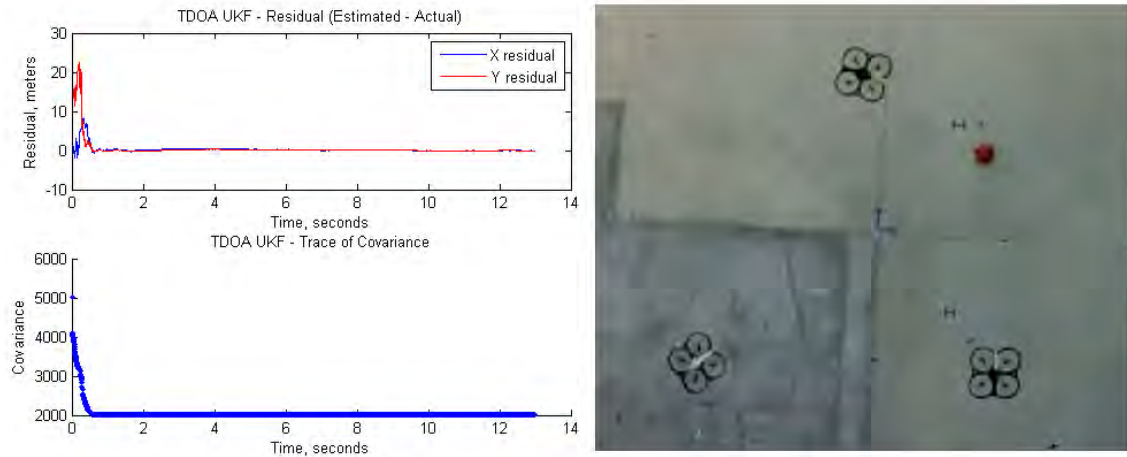 TDOA UKF - Residual (Estimated - Actual)
30
20
10
0
-10
Residual, meters
X residual
Y residual
0 2 4 6 8 10 12 14
Time, seconds
TDOA UKF - Trace of Covariance
6000
5000
4000
3000
2000
Covariance
0 2 4 6 8 10 12 14
Time, seconds